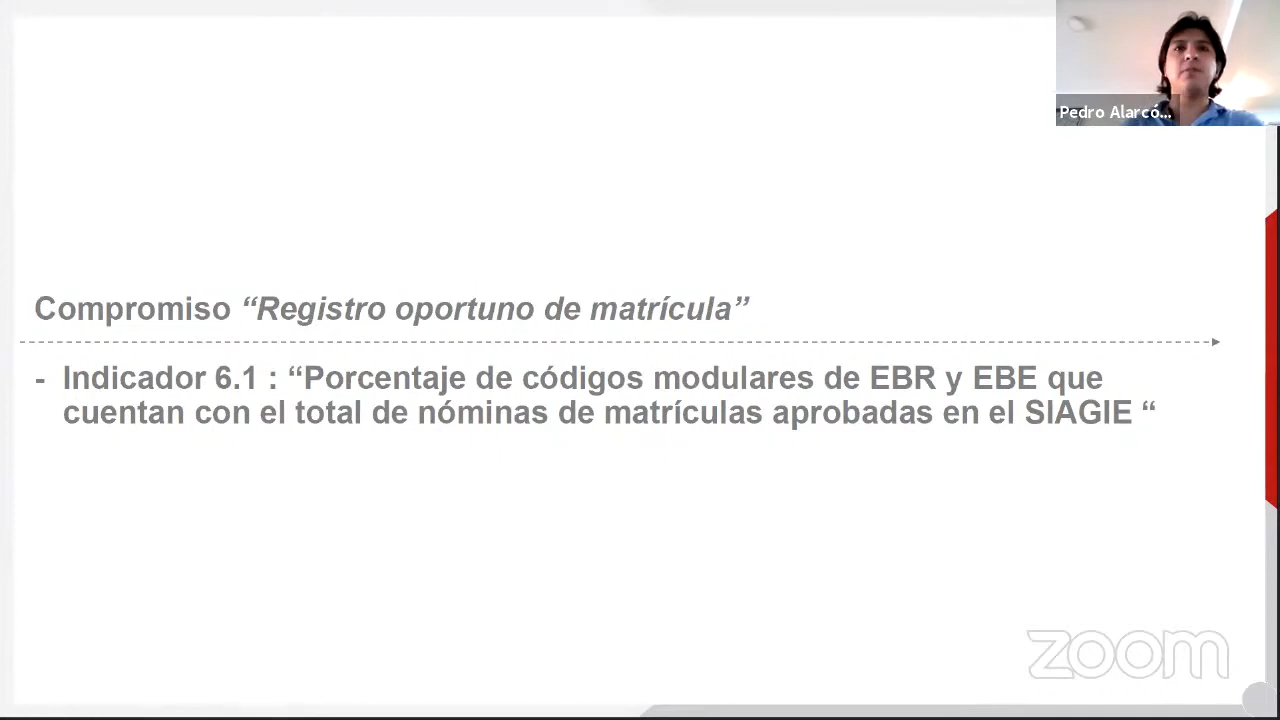 Pedro Alarcó...
Compromiso “Registro oportuno de matrícula”
- Indicador 6.1 : “Porcentaje de códigos modulares de EBR y EBE que
cuentan con el total de nóminas de matrículas aprobadas en el SIAGIE “
zoom